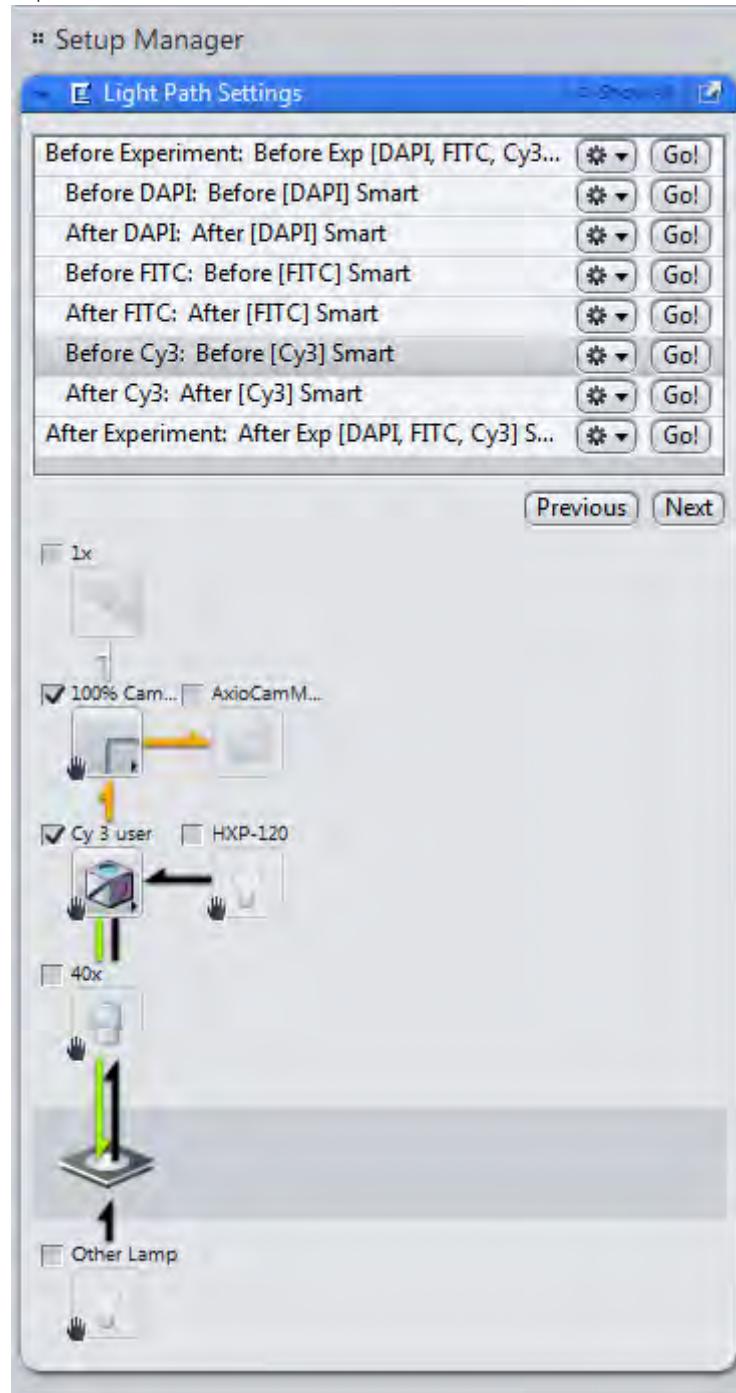 Setup Manager
Light Path Settings
Before Experiment: Before Exp [DAPI, FITC, Cy3... Go!
Before DAPI: Before [DAPI] Smart Go!
After DAPI: After [DAPI] Smart Go!
Before FITC: Before [FITC] Smart Go!
After FITC: After [FITC] Smart Go!
Before Cy3: Before [Cy3] Smart Go!
After Cy3: After [Cy3] Smart Go!
After Experiment: After Exp [DAPI, FITC, Cy3] S... Go!
Previous Next
1x
100% Cam... AxioCamM...
Cy 3 user HXP-120
40x
Other Lamp